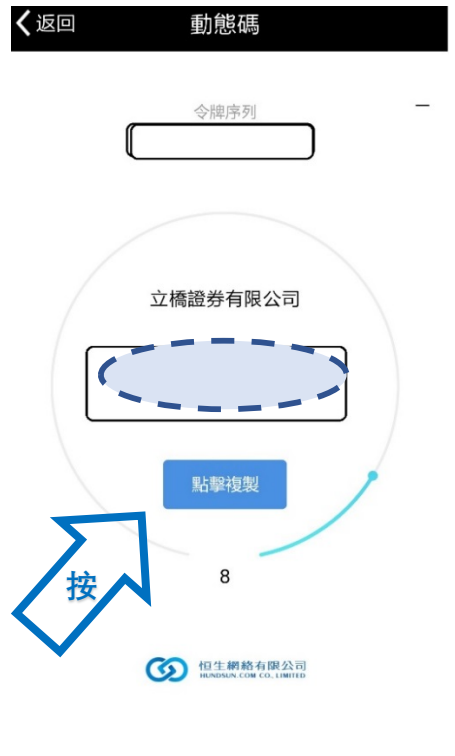 返回 動態碼
令牌序列
立橋證券有限公司
點擊複製
按
8
恒生網絡有限公司
HUNDSUN.COM CO., LIMITED